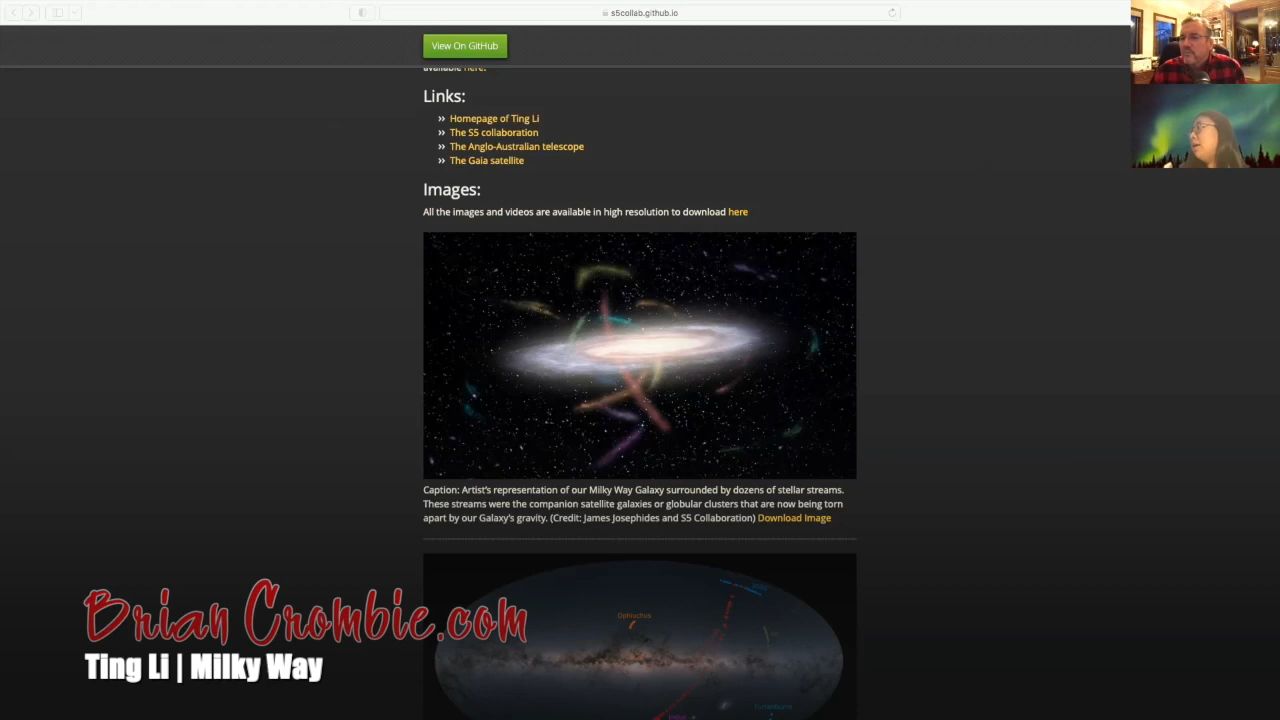 s5collab.github.io
View On GitHub
available here.
Links:
Homepage of Ting Li
The S5 collaboration
The Anglo-Australian telescope
The Gaia satellite
Images:
All the images and videos are available in high resolution to download here
Caption: Artist's representation of our Milky Way Galaxy surrounded by dozens of stellar streams.
These streams were the companion satellite galaxies or globular clusters that are now being torn
apart by our Galaxy's gravity. (Credit: James Josephides and S5 Collaboration) Download Image
Ophiuchus
Brian Crombie.com
Ting Li | Milky Way